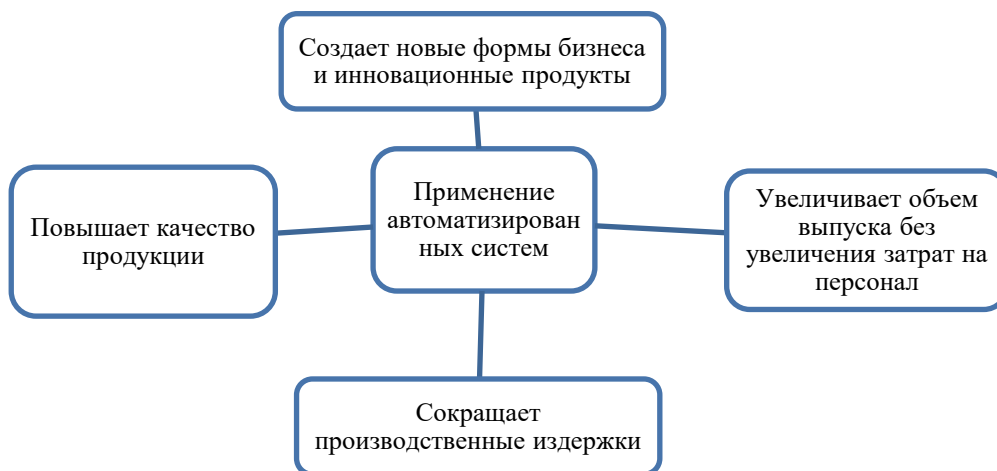 Создает новые формы бизнеса
и инновационные продукты
Повышает качество
продукции
Применение
автоматизирован
ных систем
Увеличивает объем
выпуска без
увеличения затрат на
персонал
Сокращает
производственные издержки